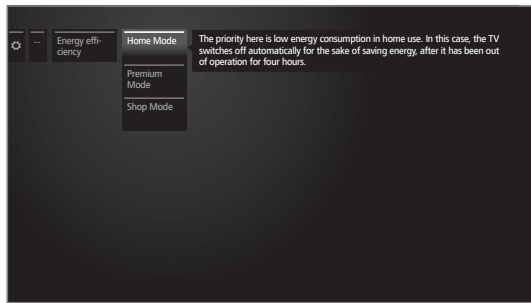 ...
Energy effi-
ciency
Home Mode
The priority here is low energy consumption in home use. In this case, the TV
switches off automatically for the sake of saving energy, after it has been out
of operation for four hours.
Premium
Mode
Shop Mode